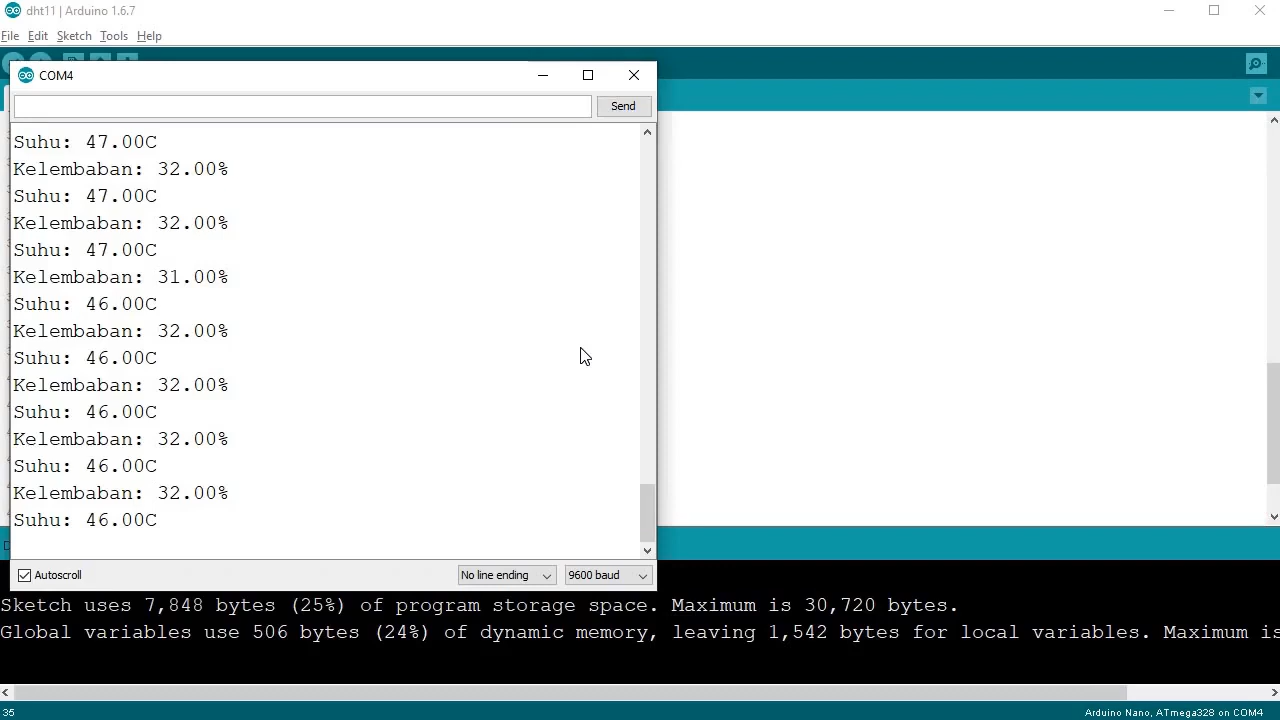 dht11 | Arduino 1.6.7
File Edit Sketch Tools Help
COM4
Send
Suhu: 47.00C
Kelembaban: 32.00%
Suhu: 47.00C
Kelembaban: 32.00%
Suhu: 47.00C
Kelembaban: 31.00%
Suhu: 46.00C
Kelembaban: 32.00%
Suhu: 46.00C
Kelembaban: 32.00%
Suhu: 46.00C
Kelembaban: 32.00%
Suhu: 46.00C
Kelembaban: 32.00%
Suhu: 46.00C
Autoscroll No line ending 9600 baud
Sketch uses 7,848 bytes (25%) of program storage space. Maximum is 30,720 bytes.
Global variables use 506 bytes (24%) of dynamic memory, leaving 1,542 bytes for local variables. Maximum is
35 Arduino Nano, ATmega328 on COM4